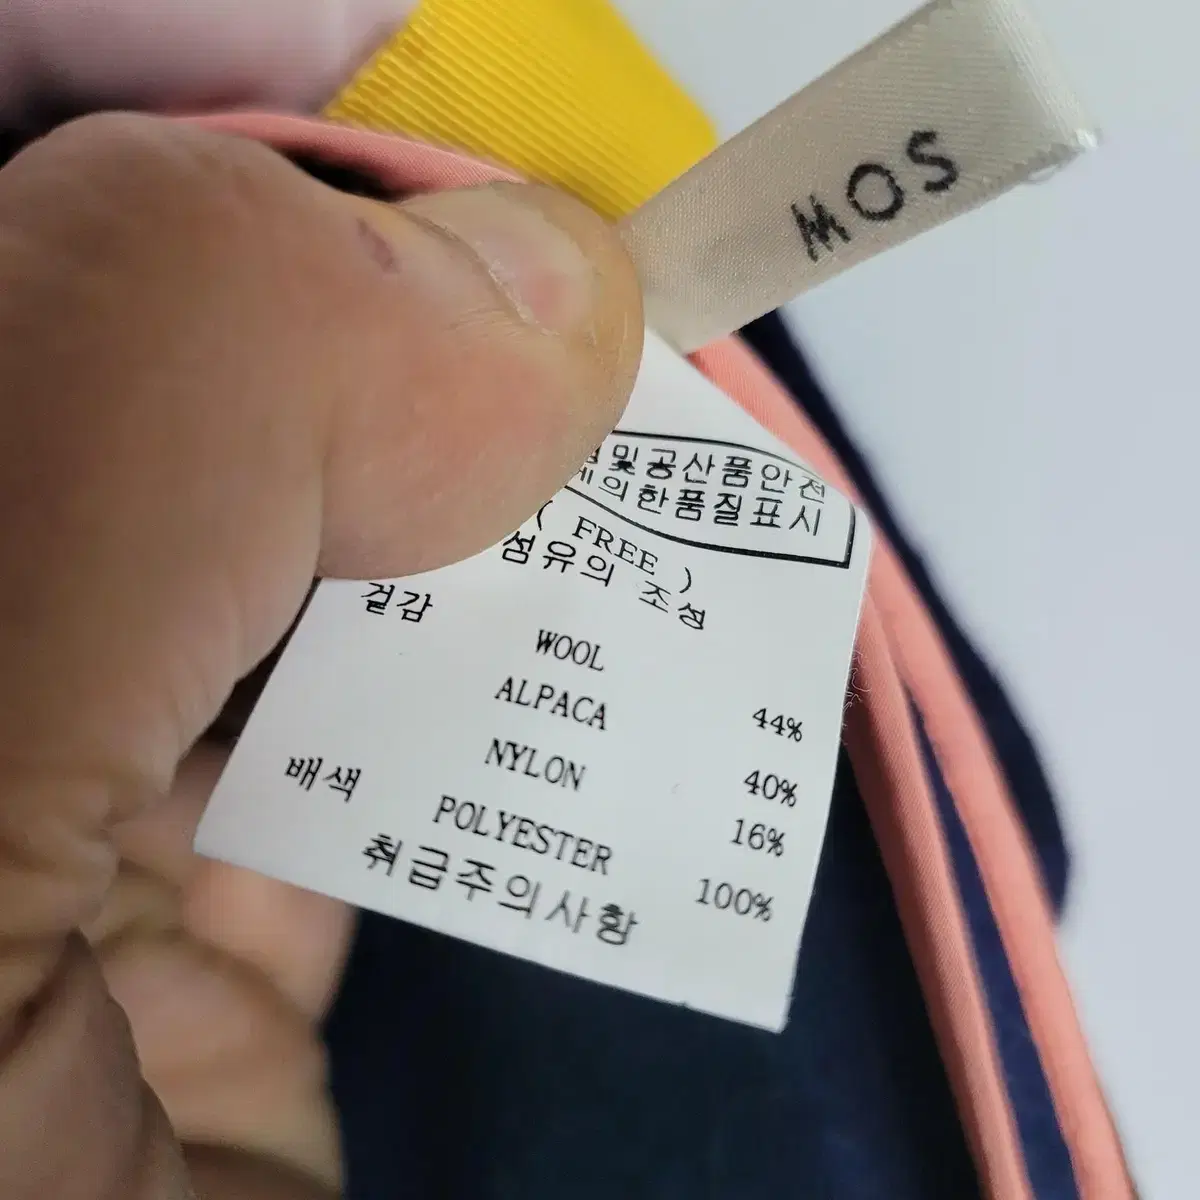 MOS
및공산품안전
의한품질표시
( FREE )
섬유의 조성
겉감
WOOL 44%
ALPACA 40%
NYLON 16%
배색 POLYESTER 100%
취급주의사항